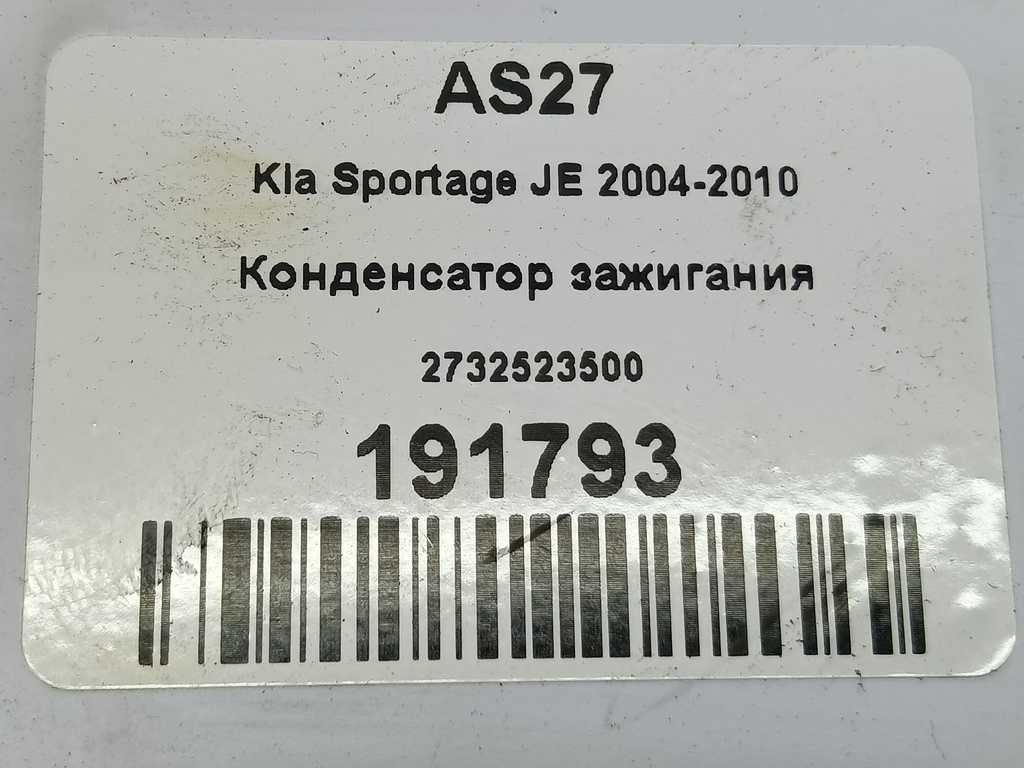 AS27
Kia Sportage JE 2004-2010
Конденсатор зажигания
2732523500
191793